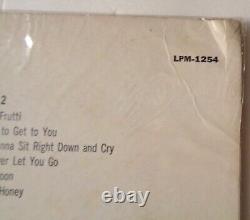 LPM-1254
2
Frutti
to Get to You
nna Sit Right Down and Cry
ver Let You Go
oon
Honey